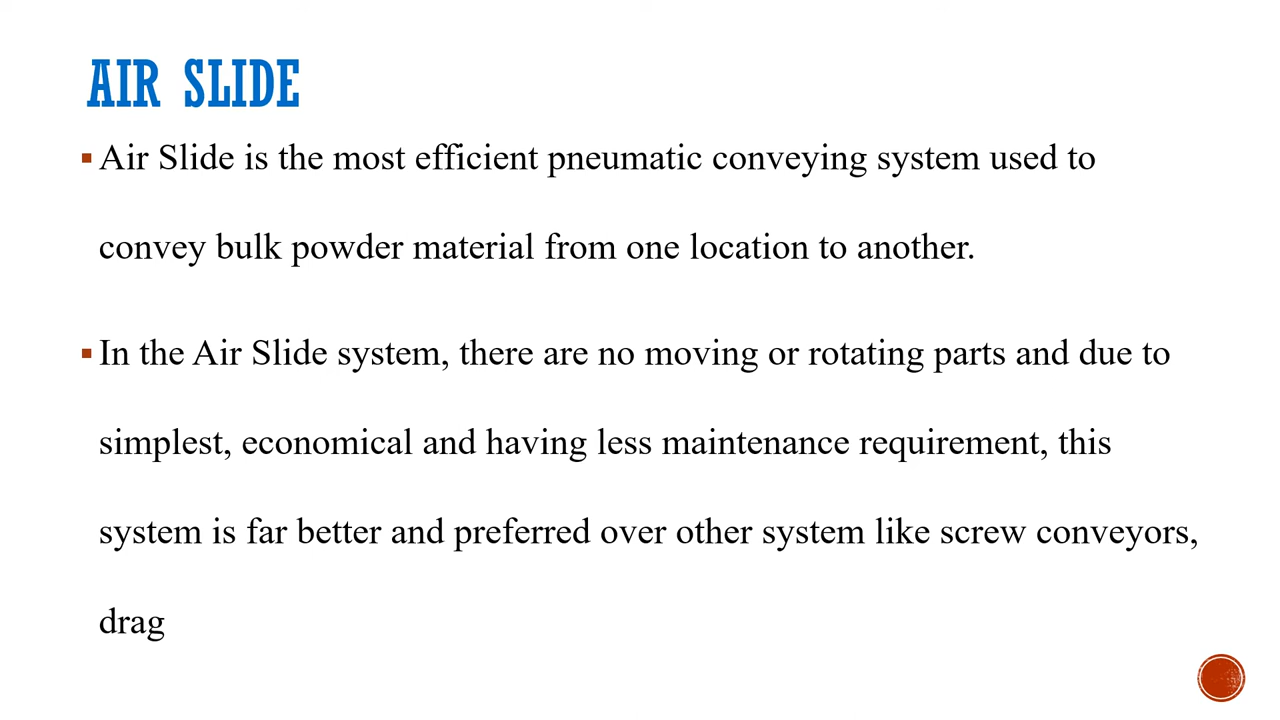 AIR SLIDE
▪ Air Slide is the most efficient pneumatic conveying system used to
convey bulk powder material from one location to another.
▪ In the Air Slide system, there are no moving or rotating parts and due to
simplest, economical and having less maintenance requirement, this
system is far better and preferred over other system like screw conveyors,
drag